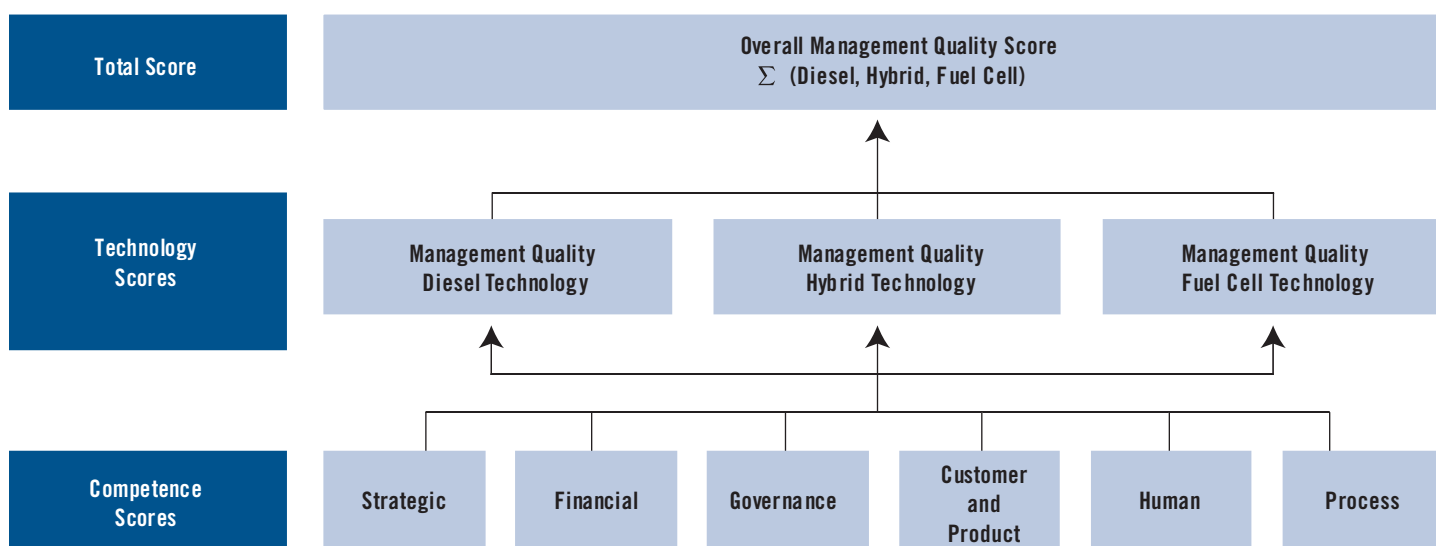 Total Score
Overall Management Quality Score
∑ (Diesel, Hybrid, Fuel Cell)
Technology
Scores
Management Quality
Diesel Technology
Management Quality
Hybrid Technology
Management Quality
Fuel Cell Technology
Competence
Scores
Strategic
Financial
Governance
Customer
and
Product
Human
Process